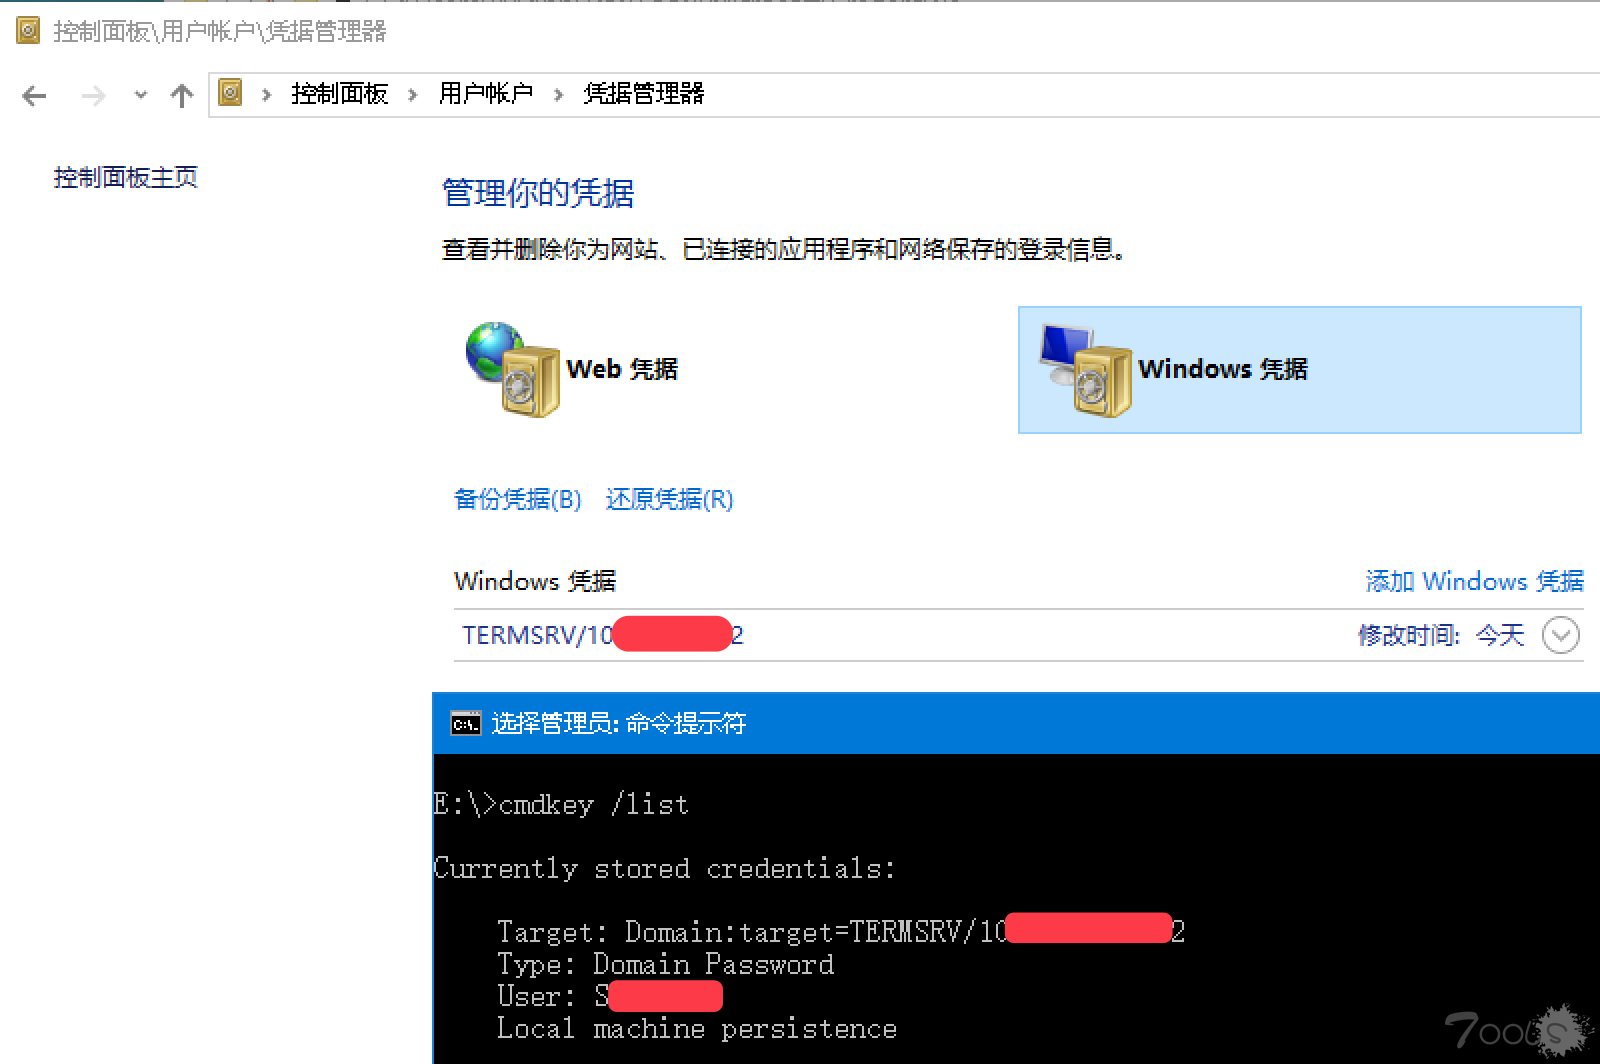 控制面板\用户帐户\凭据管理器
控制面板 › 用户帐户 › 凭据管理器
控制面板主页
管理你的凭据
查看并删除你为网站、已连接的应用程序和网络保存的登录信息。
Web 凭据
Windows 凭据
备份凭据(B) 还原凭据(R)
Windows 凭据 添加 Windows 凭据
TERMSRV/10 2 修改时间: 今天
C:\. 选择管理员: 命令提示符
E:\>cmdkey /list
Currently stored credentials:
Target: Domain:target=TERMSRV/10 2
Type: Domain Password
User: S
Local machine persistence
7ools